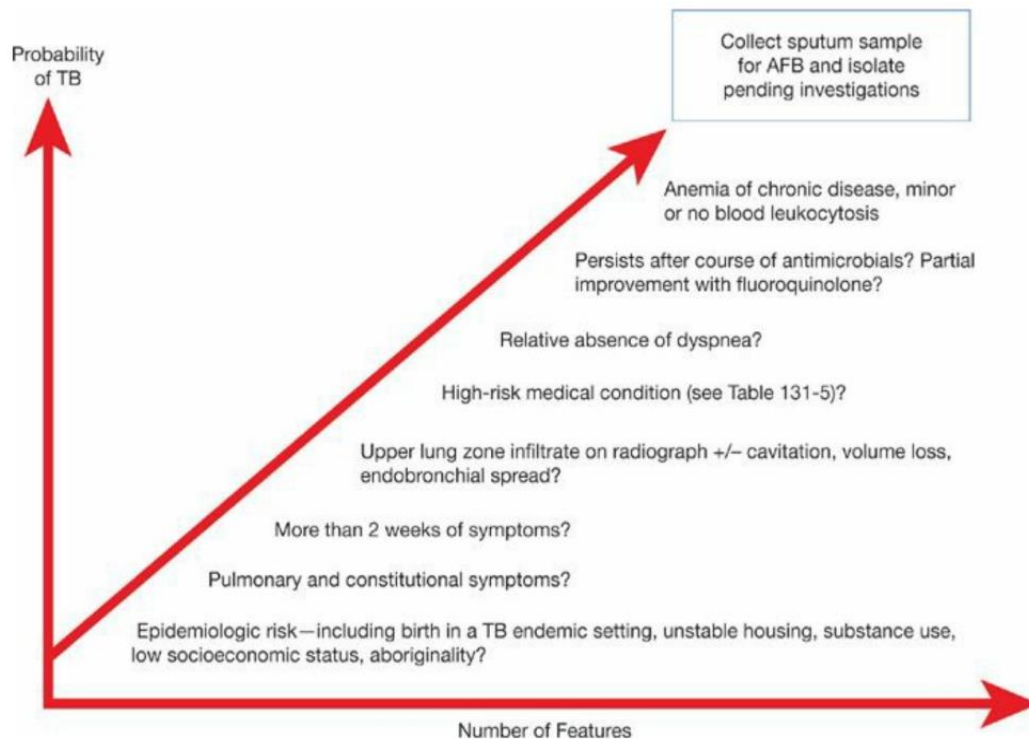 Probability
of TB
Collect sputum sample
for AFB and isolate
pending investigations
Anemia of chronic disease, minor
or no blood leukocytosis
Persists after course of antimicrobials? Partial
improvement with fluoroquinolone?
Relative absence of dyspnea?
High-risk medical condition (see Table 131-5)?
Upper lung zone infiltrate on radiograph +/– cavitation, volume loss,
endobronchial spread?
More than 2 weeks of symptoms?
Pulmonary and constitutional symptoms?
Epidemiologic risk—including birth in a TB endemic setting, unstable housing, substance use,
low socioeconomic status, aboriginality?
Number of Features